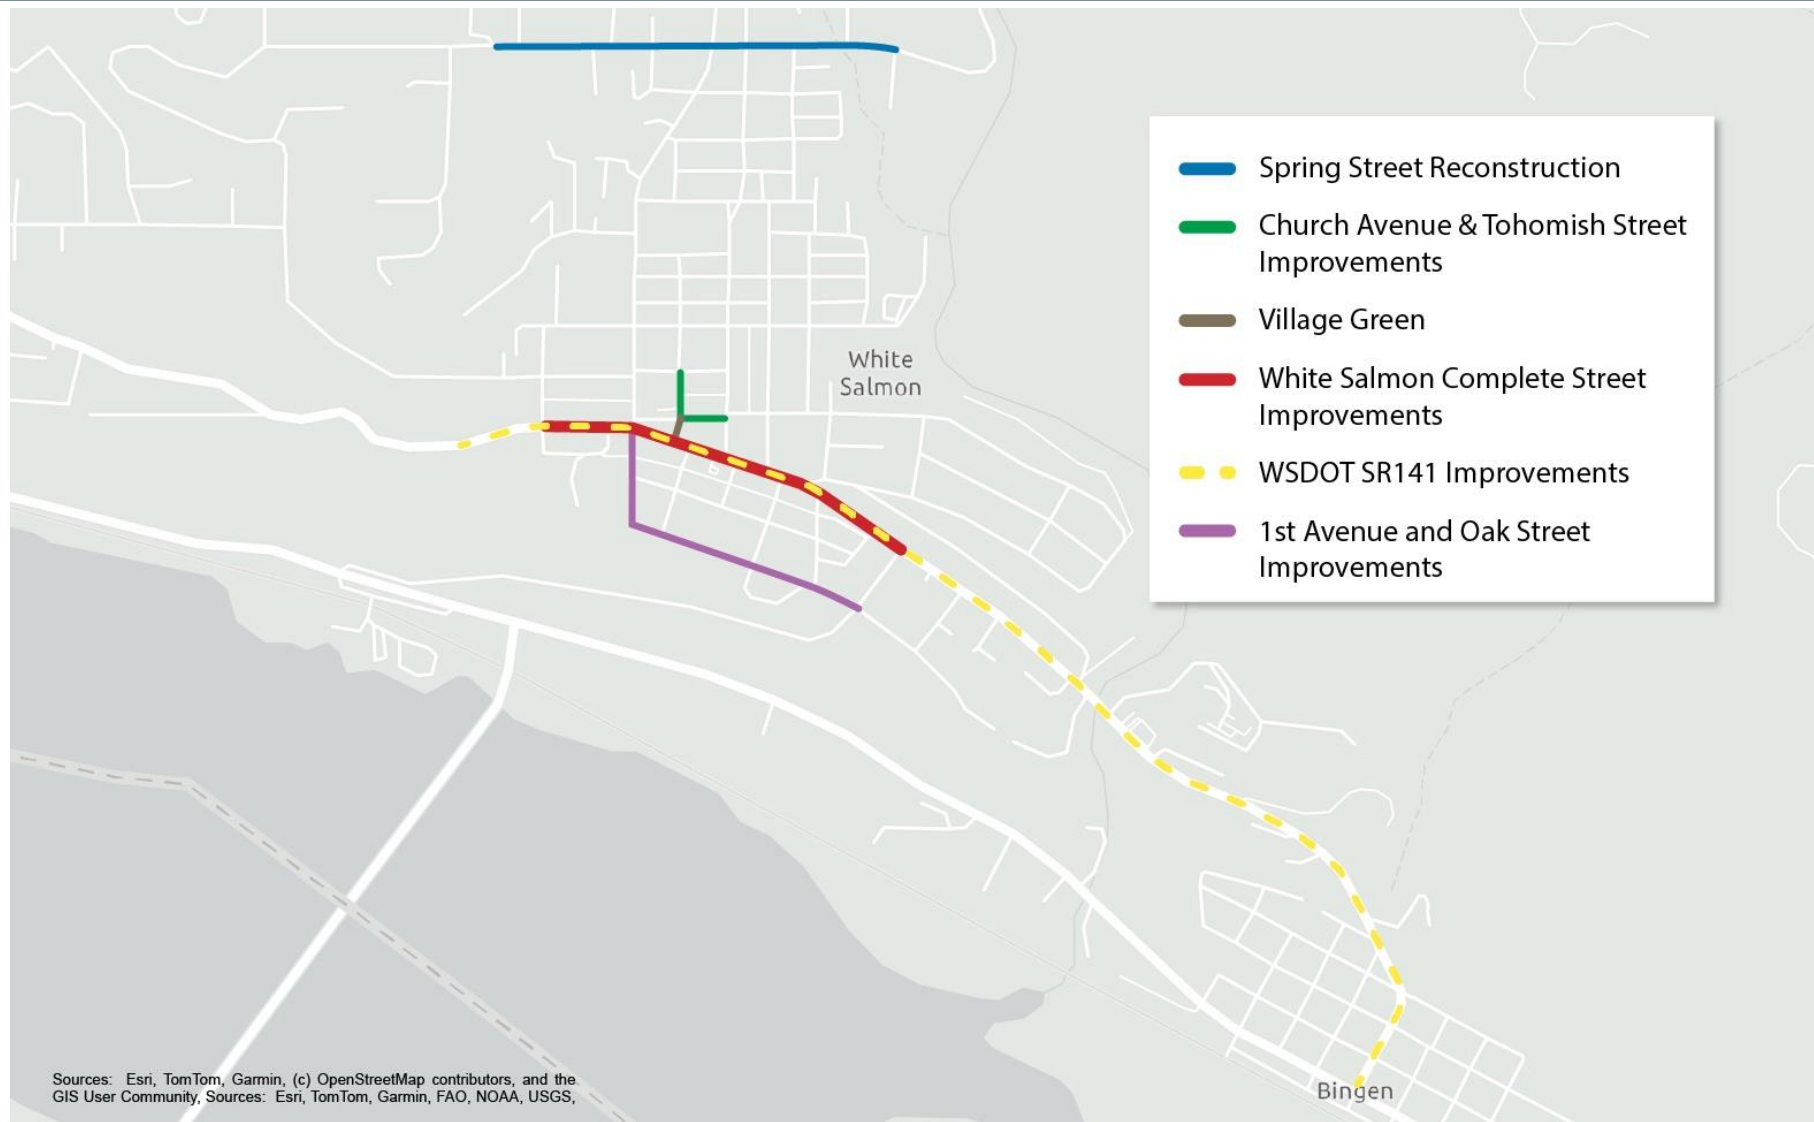 Spring Street Reconstruction
Church Avenue & Tohomish Street
Improvements
Village Green
White Salmon Complete Street
Improvements
WSDOT SR141 Improvements
1st Avenue and Oak Street
Improvements
White
Salmon
Bingen
Sources: Esri, TomTom, Garmin, (c) OpenStreetMap contributors, and the
GIS User Community, Sources: Esri, TomTom, Garmin, FAO, NOAA, USGS,